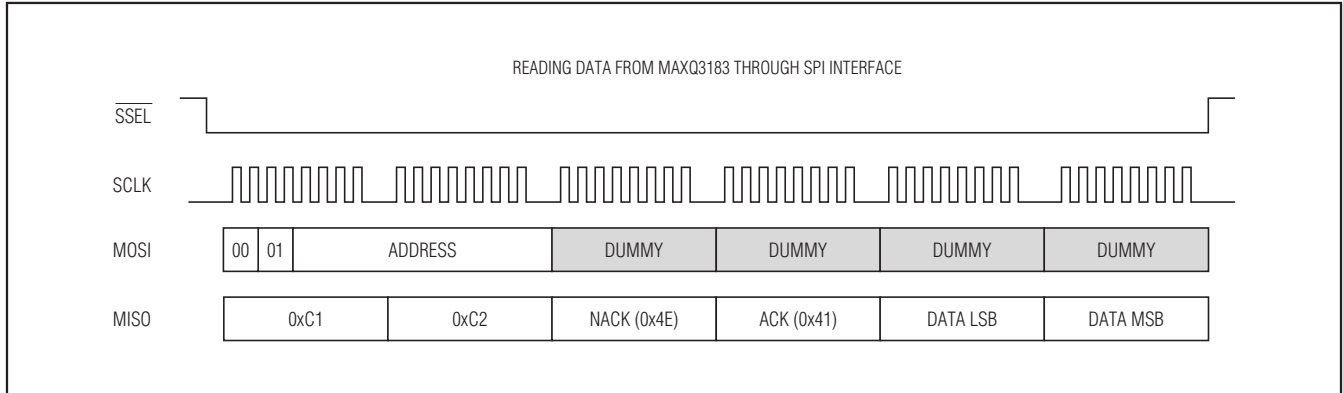 READING DATA FROM MAXQ3183 THROUGH SPI INTERFACE
SSEL
SCLK
MOSI 00 01 ADDRESS DUMMY DUMMY DUMMY DUMMY
MISO 0xC1 0xC2 NACK (0x4E) ACK (0x41) DATA LSB DATA MSB